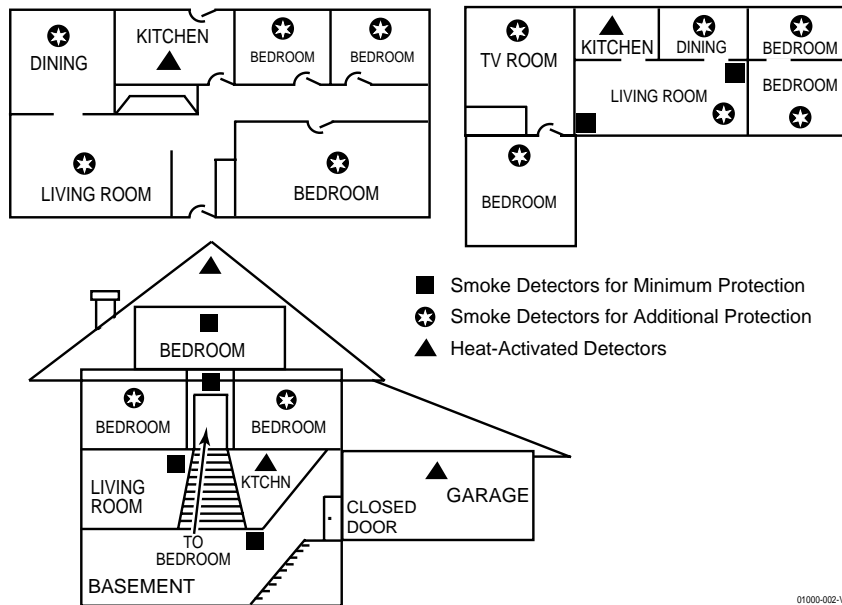 DINING
KITCHEN
BEDROOM
BEDROOM
LIVING ROOM
BEDROOM
TV ROOM
KITCHEN
DINING
BEDROOM
LIVING ROOM
BEDROOM
BEDROOM
Smoke Detectors for Minimum Protection
Smoke Detectors for Additional Protection
Heat-Activated Detectors
BEDROOM
BEDROOM
BEDROOM
LIVING
ROOM
KTCHN
TO
BEDROOM
BASEMENT
CLOSED
DOOR
GARAGE